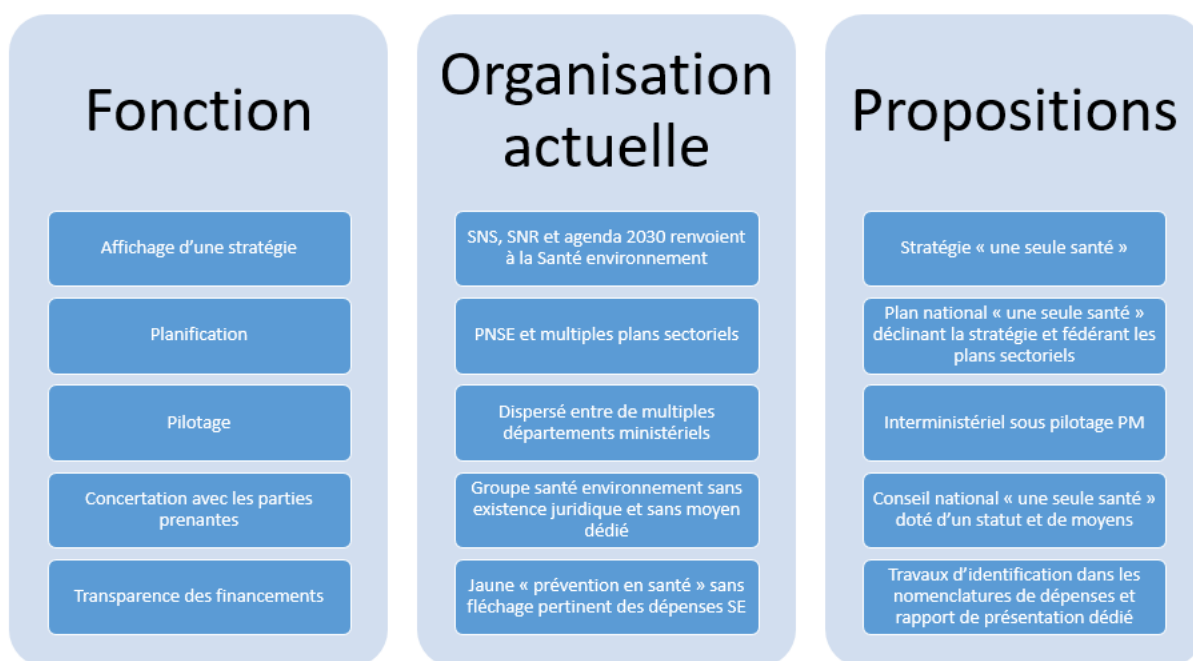 Fonction
Affichage d’une stratégie
Planification
Pilotage
Concertation avec les parties
prenantes
Transparence des financements
Organisation
actuelle
SNS, SNR et agenda 2030 renvoient
à la Santé environnement
PNSE et multiples plans sectoriels
Dispersé entre de multiples
départements ministériels
Groupe santé environnement sans
existence juridique et sans moyen
dédié
Jaune « prévention en santé » sans
fléchage pertinent des dépenses SE
Propositions
Stratégie « une seule santé »
Plan national « une seule santé »
déclinant la stratégie et fédérant les
plans sectoriels
Interministériel sous pilotage PM
Conseil national « une seule santé »
doté d’un statut et de moyens
Travaux d’identification dans les
nomenclatures de dépenses et
rapport de présentation dédié